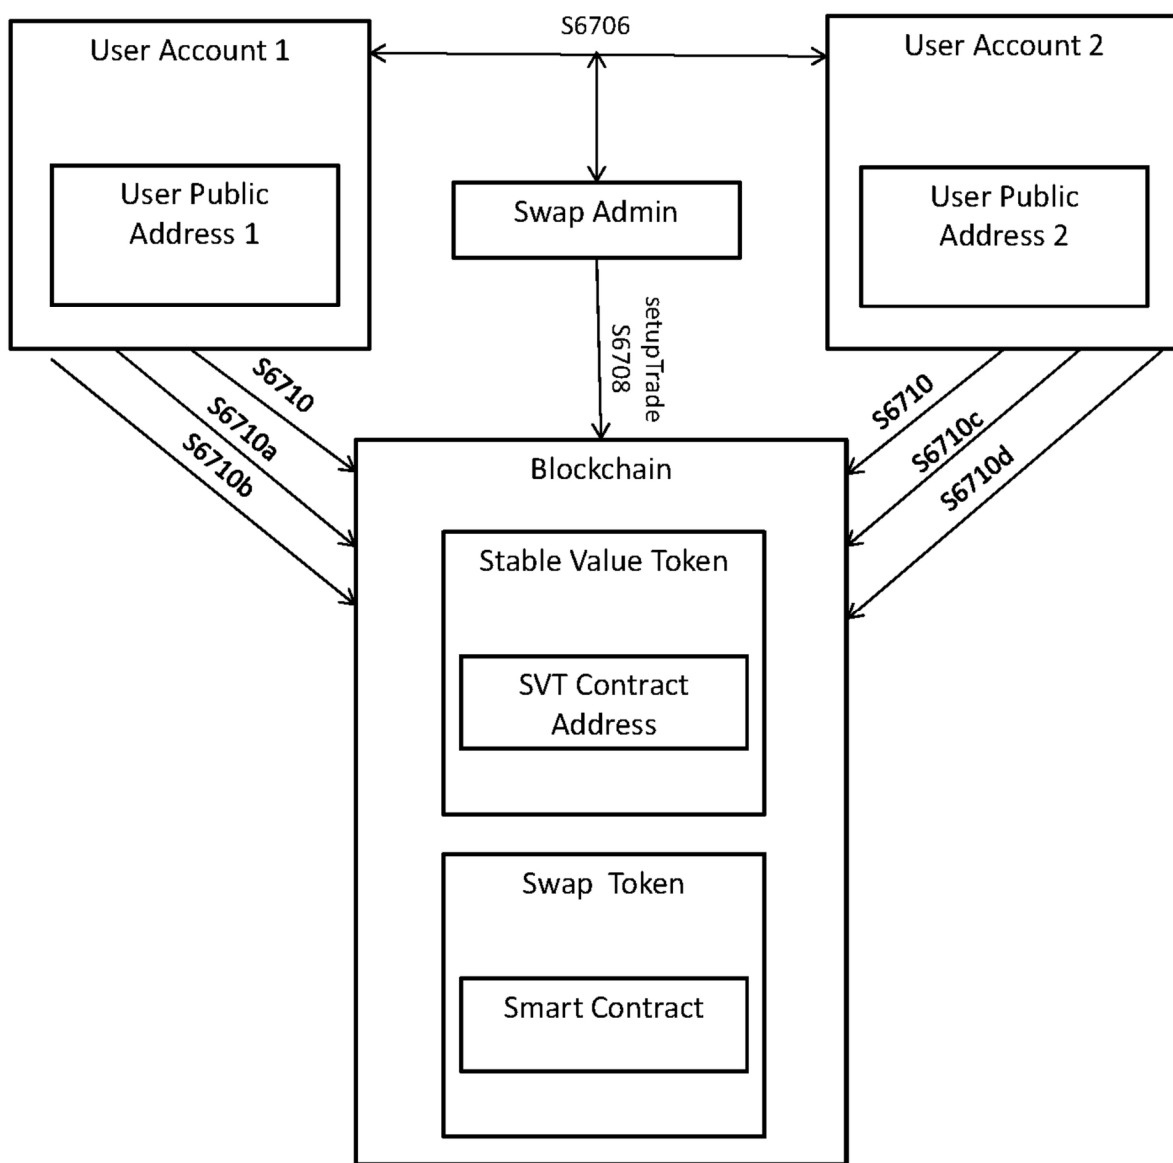 S6706
User Account 1
User Account 2
User Public
Address 1
Swap Admin
User Public
Address 2
setupTrade
S6708
S6710
S6710a
S6710b
S6710
S6710c
S6710d
Blockchain
Stable Value Token
SVT Contract
Address
Swap Token
Smart Contract